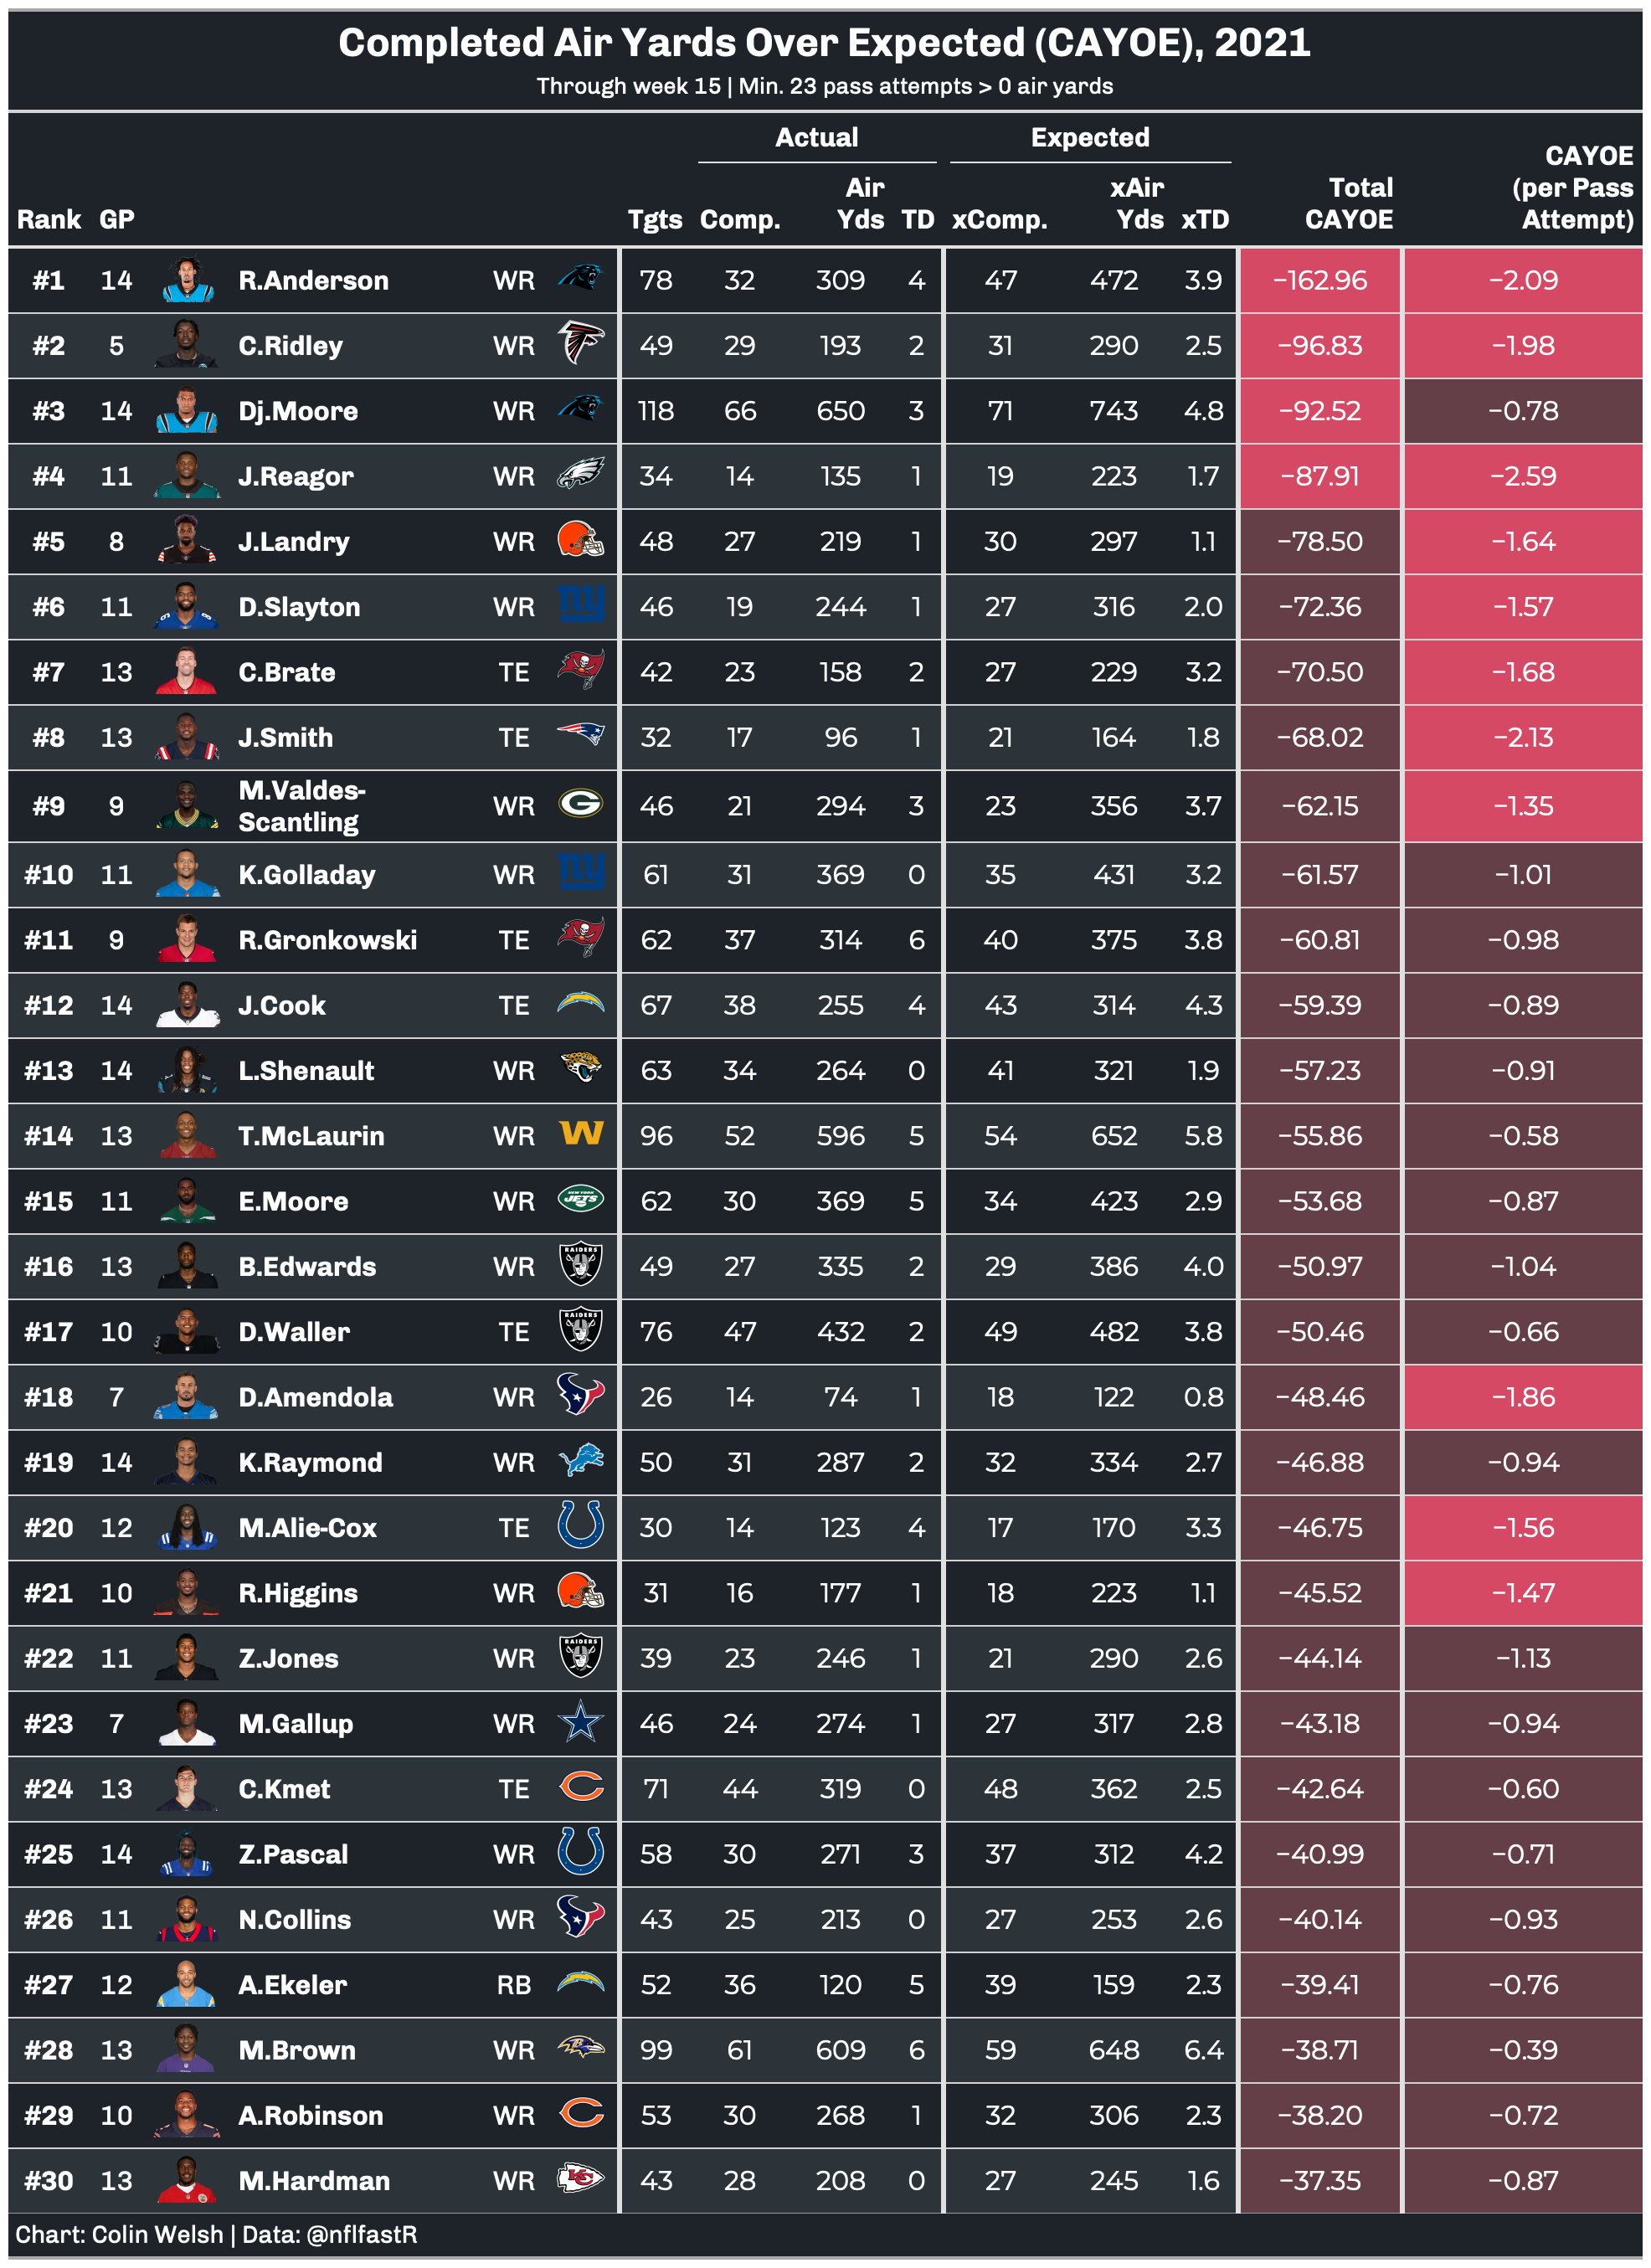 Completed Air Yards Over Expected (CAYOE), 2021
Through week 15 | Min. 23 pass attempts > 0 air yards
Actual Expected
Rank GP Tgts Comp. Air Yds TD xComp. xAir Yds xTD Total CAYOE CAYOE (per Pass Attempt)
#1 14 R.Anderson WR 78 32 309 4 47 472 3.9 −162.96 −2.09
#2 5 C.Ridley WR 49 29 193 2 31 290 2.5 −96.83 −1.98
#3 14 Dj.Moore WR 118 66 650 3 71 743 4.8 −92.52 −0.78
#4 11 J.Reagor WR 34 14 135 1 19 223 1.7 −87.91 −2.59
#5 8 J.Landry WR 48 27 219 1 30 297 1.1 −78.50 −1.64
#6 11 D.Slayton WR ny 46 19 244 1 27 316 2.0 −72.36 −1.57
#7 13 C.Brate TE 42 23 158 2 27 229 3.2 −70.50 −1.68
#8 13 J.Smith TE 32 17 96 1 21 164 1.8 −68.02 −2.13
#9 9 M.Valdes-Scantling WR G 46 21 294 3 23 356 3.7 −62.15 −1.35
#10 11 K.Golladay WR ny 61 31 369 0 35 431 3.2 −61.57 −1.01
#11 9 R.Gronkowski TE 62 37 314 6 40 375 3.8 −60.81 −0.98
#12 14 J.Cook TE 67 38 255 4 43 314 4.3 −59.39 −0.89
#13 14 L.Shenault WR 63 34 264 0 41 321 1.9 −57.23 −0.91
#14 13 T.McLaurin WR W 96 52 596 5 54 652 5.8 −55.86 −0.58
#15 11 E.Moore WR NEW YORK JETS 62 30 369 5 34 423 2.9 −53.68 −0.87
#16 13 B.Edwards WR RAIDERS 49 27 335 2 29 386 4.0 −50.97 −1.04
#17 10 D.Waller TE RAIDERS 76 47 432 2 49 482 3.8 −50.46 −0.66
#18 7 D.Amendola WR 26 14 74 1 18 122 0.8 −48.46 −1.86
#19 14 K.Raymond WR 50 31 287 2 32 334 2.7 −46.88 −0.94
#20 12 M.Alie-Cox TE 30 14 123 4 17 170 3.3 −46.75 −1.56
#21 10 R.Higgins WR 31 16 177 1 18 223 1.1 −45.52 −1.47
#22 11 Z.Jones WR RAIDERS 39 23 246 1 21 290 2.6 −44.14 −1.13
#23 7 M.Gallup WR 46 24 274 1 27 317 2.8 −43.18 −0.94
#24 13 C.Kmet TE C 71 44 319 0 48 362 2.5 −42.64 −0.60
#25 14 Z.Pascal WR 58 30 271 3 37 312 4.2 −40.99 −0.71
#26 11 N.Collins WR 43 25 213 0 27 253 2.6 −40.14 −0.93
#27 12 A.Ekeler RB 52 36 120 5 39 159 2.3 −39.41 −0.76
#28 13 M.Brown WR 99 61 609 6 59 648 6.4 −38.71 −0.39
#29 10 A.Robinson WR C 53 30 268 1 32 306 2.3 −38.20 −0.72
#30 13 M.Hardman WR KC 43 28 208 0 27 245 1.6 −37.35 −0.87
Chart: Colin Welsh | Data: @nflfastR